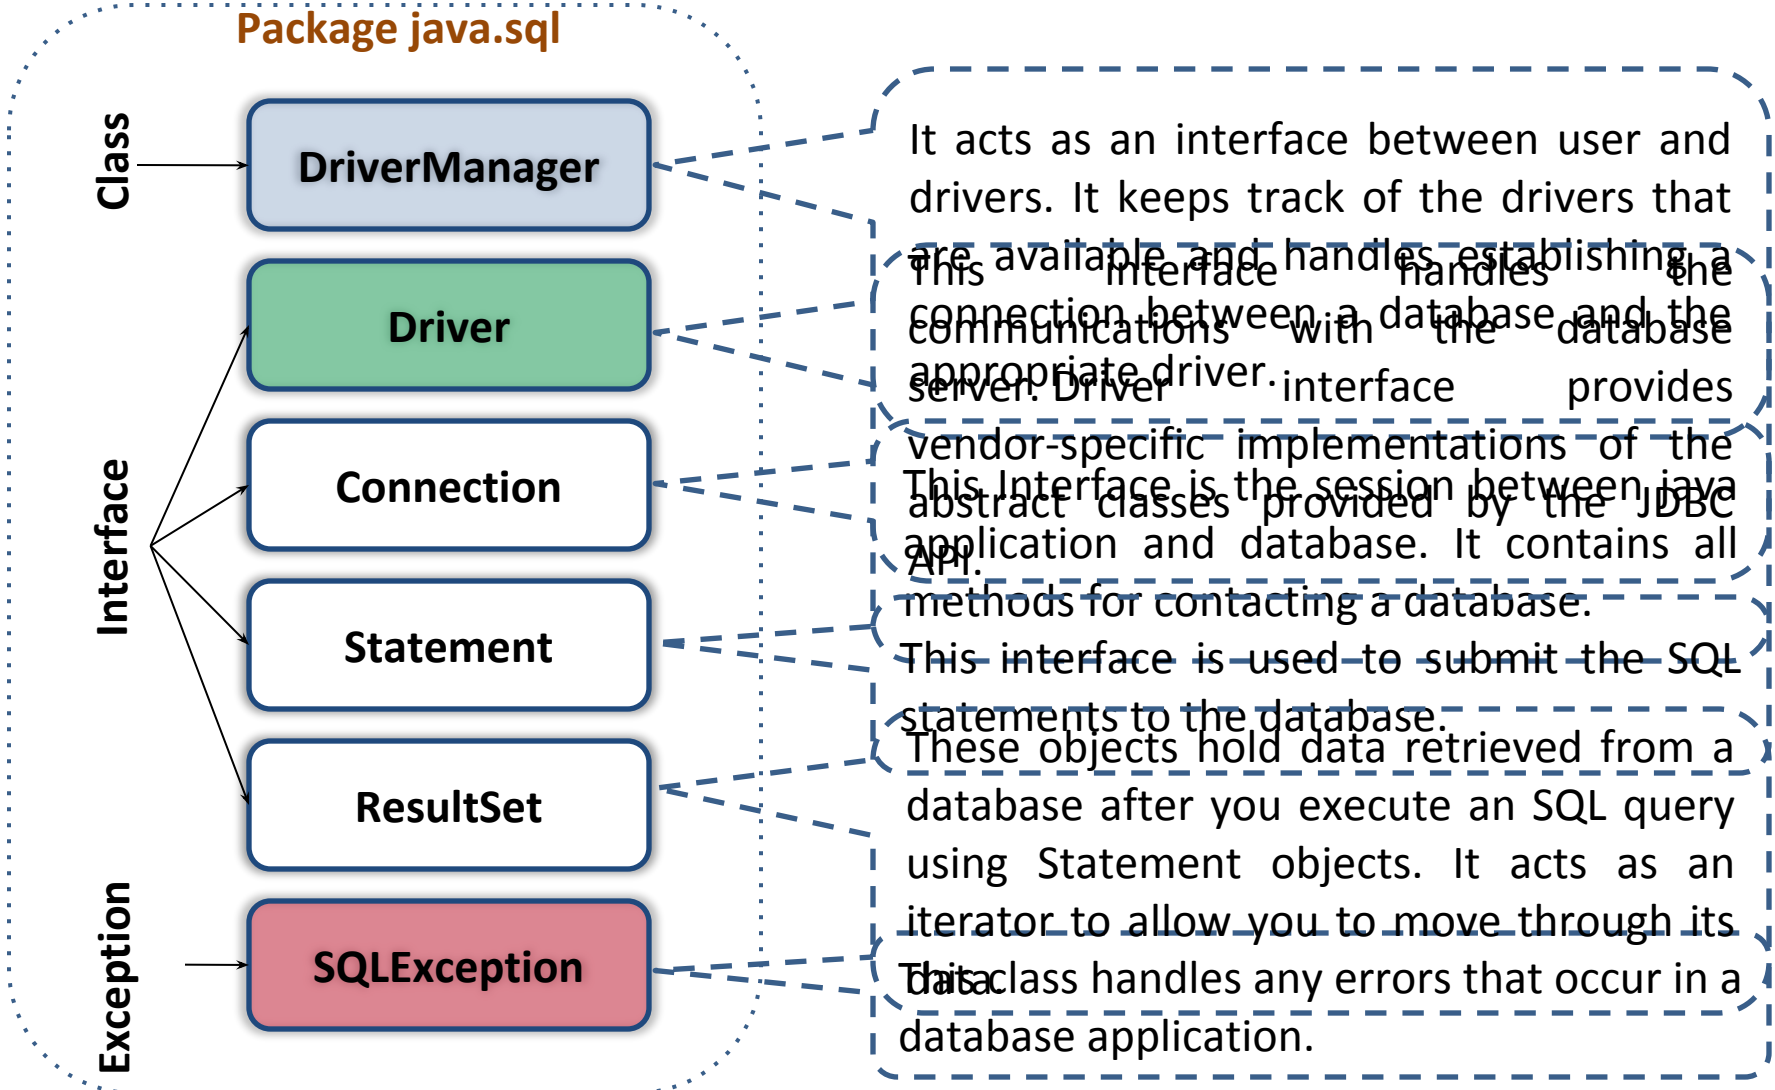 Package java.sql
Class
DriverManager
Interface
Driver
Connection
Statement
ResultSet
Exception
SQLException
It acts as an interface between user and
drivers. It keeps track of the drivers that
are available and handles establishing a
connection between a database and the
appropriate driver.
This interface handles the
communications with the database
server. Driver interface provides
vendor-specific implementations of the
abstract classes provided by the JDBC
API.
This Interface is the session between java
application and database. It contains all
methods for contacting a database.
This interface is used to submit the SQL
statements to the database.
These objects hold data retrieved from a
database after you execute an SQL query
using Statement objects. It acts as an
iterator to allow you to move through its
data.
This class handles any errors that occur in a
database application.